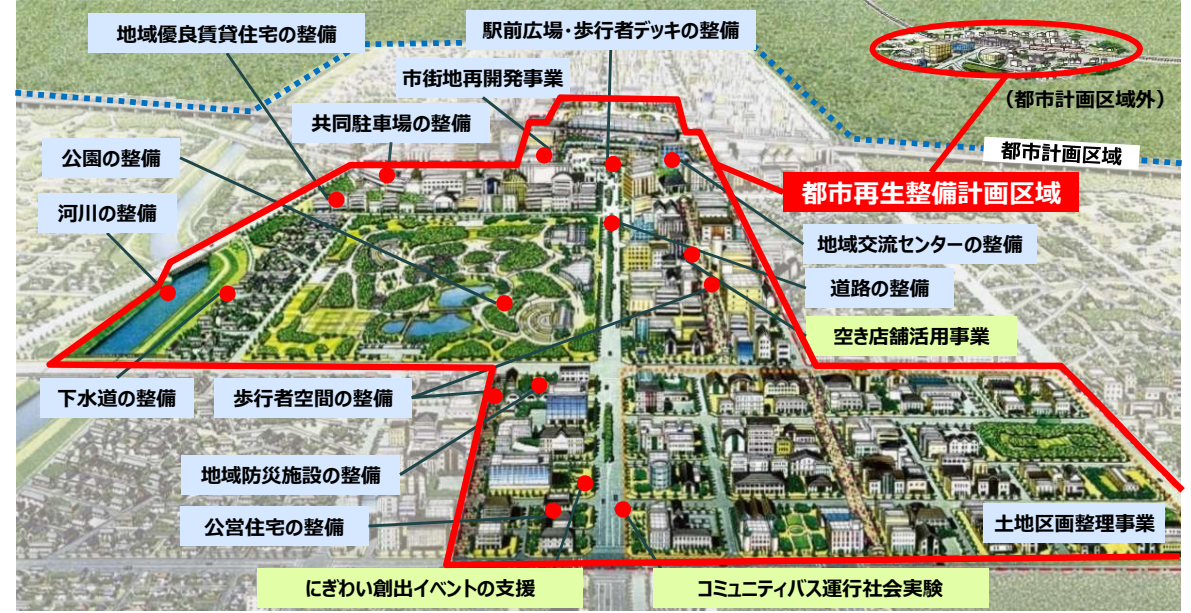 地域優良賃貸住宅の整備
駅前広場・歩行者デッキの整備
市街地再開発事業
（都市計画区域外）
共同駐車場の整備
都市計画区域
公園の整備
都市再生整備計画区域
河川の整備
地域交流センターの整備
道路の整備
空き店舗活用事業
下水道の整備
歩行者空間の整備
地域防災施設の整備
公営住宅の整備
土地区画整理事業
にぎわい創出イベントの支援
コミュニティバス運行社会実験